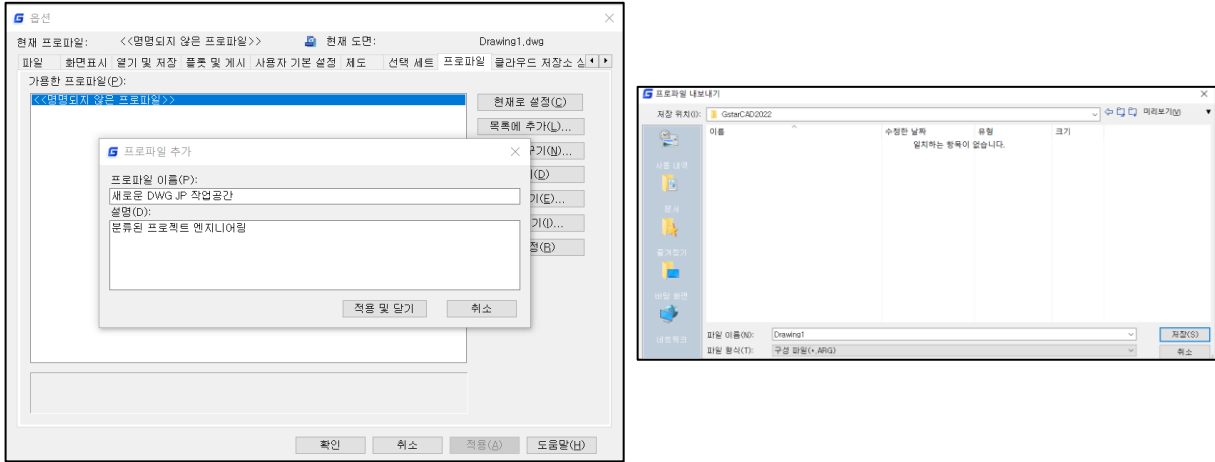 옵션
현재 프로파일: <<명명되지 않은 프로파일>> 현재 도면: Drawing1,dwg
파일 화면표시 열기 및 저장 플롯 및 게시 사용자 기본 설정 제도 선택 세트 프로파일 클라우드 저장소
가용한 프로파일(P):
<<명명되지 않은 프로파일>>
현재로 설정(C)
목록에 추가(L)...
(N)...
(D)
기(E)...
기(I)...
정(R)
프로파일 추가
프로파일 이름(P):
새로운 DWG JP 작업공간
설명(D):
분류된 프로젝트 엔지니어링
적용 및 닫기 취소
확인 취소 적용(A) 도움말(H)
프로파일 내보내기
저장 위치(I): GstarCAD2022 미리보기(V)
이름 수정한 날짜 유형 크기
일치하는 항목이 없습니다.
사용 내역
문서
즐겨찾기
바탕 화면
네트워크
파일 이름(N): Drawing1 저장(S)
파일 형식(T): 구성 파일(*,ARG) 취소